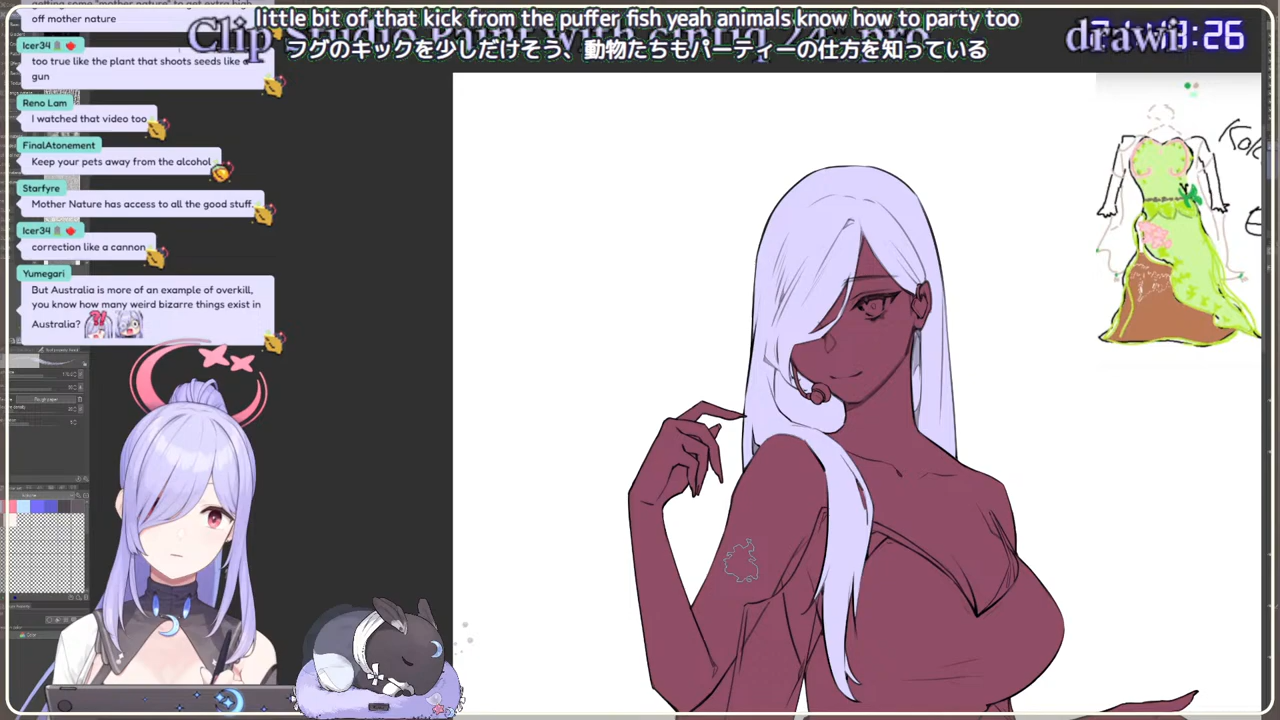 little bit of that kick from the puffer fish yeah animals know how to party too
フグのキックを少しだけそう、動物たちもパーティーの仕方を知っている
drawi
3:26
off mother nature
Icer34
too true like the plant that shoots seeds like a
gun
Reno Lam
I watched that video too
FinalAtonement
Keep your pets away from the alcohol
Starfyre
Mother Nature has access to all the good stuff.
Icer34
correction like a cannon
Yumegari
But Australia is more of an example of overkill,
you know how many weird bizarre things exist in
Australia?